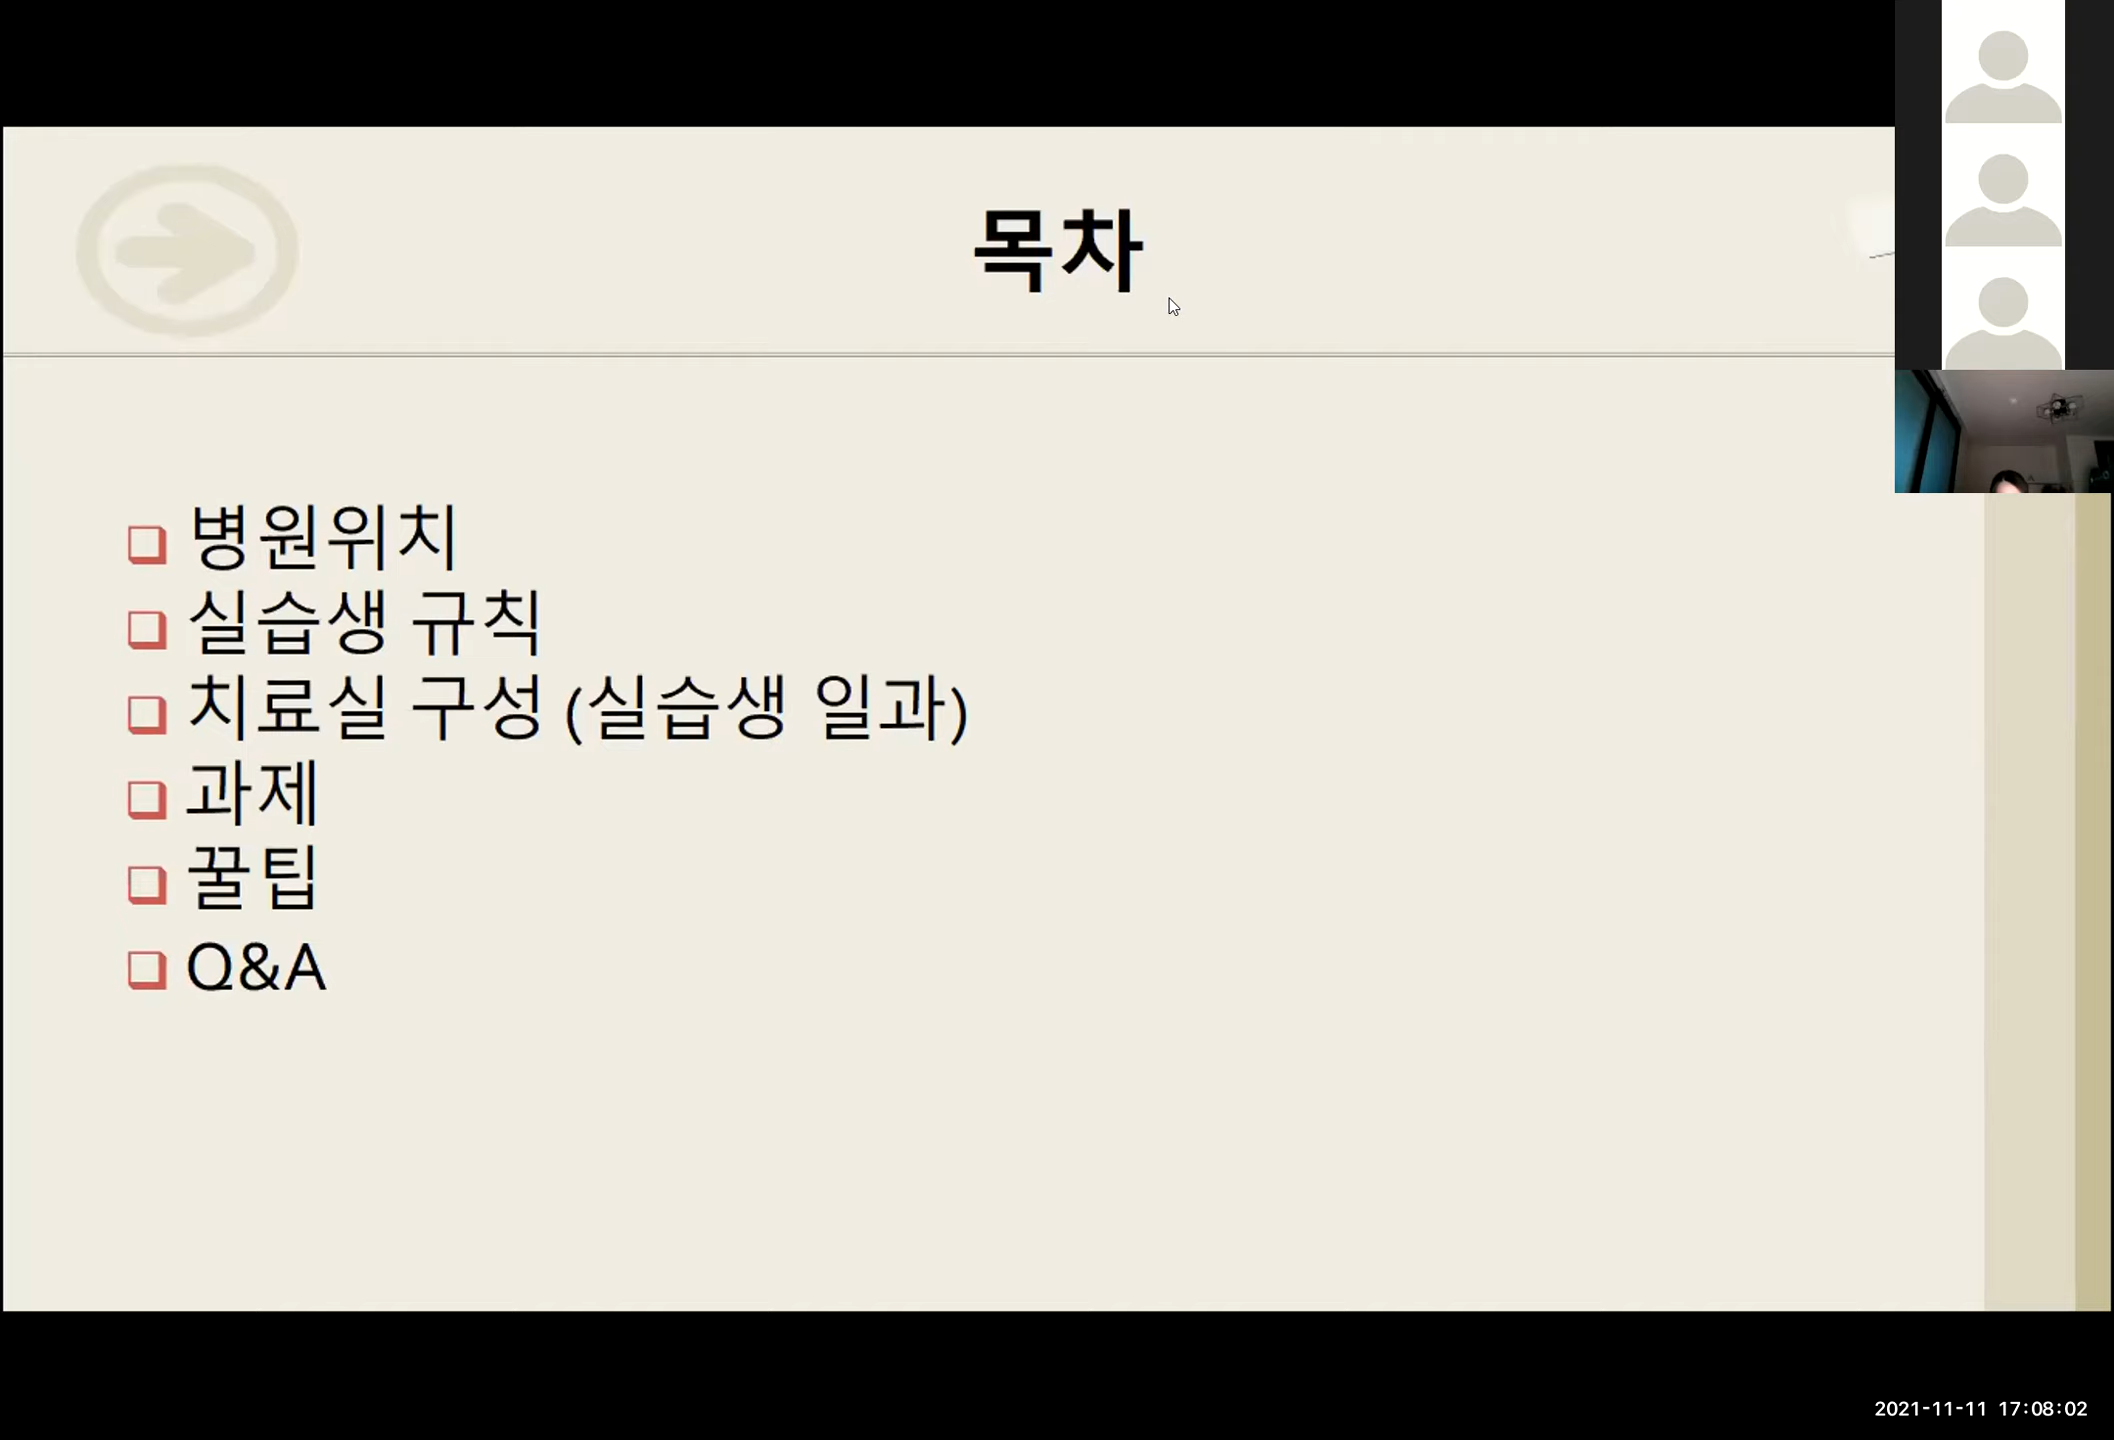 목차
병원위치
실습생 규칙
치료실 구성 (실습생 일과)
과제
꿀팁
Q&A
2021-11-11 17:08:02